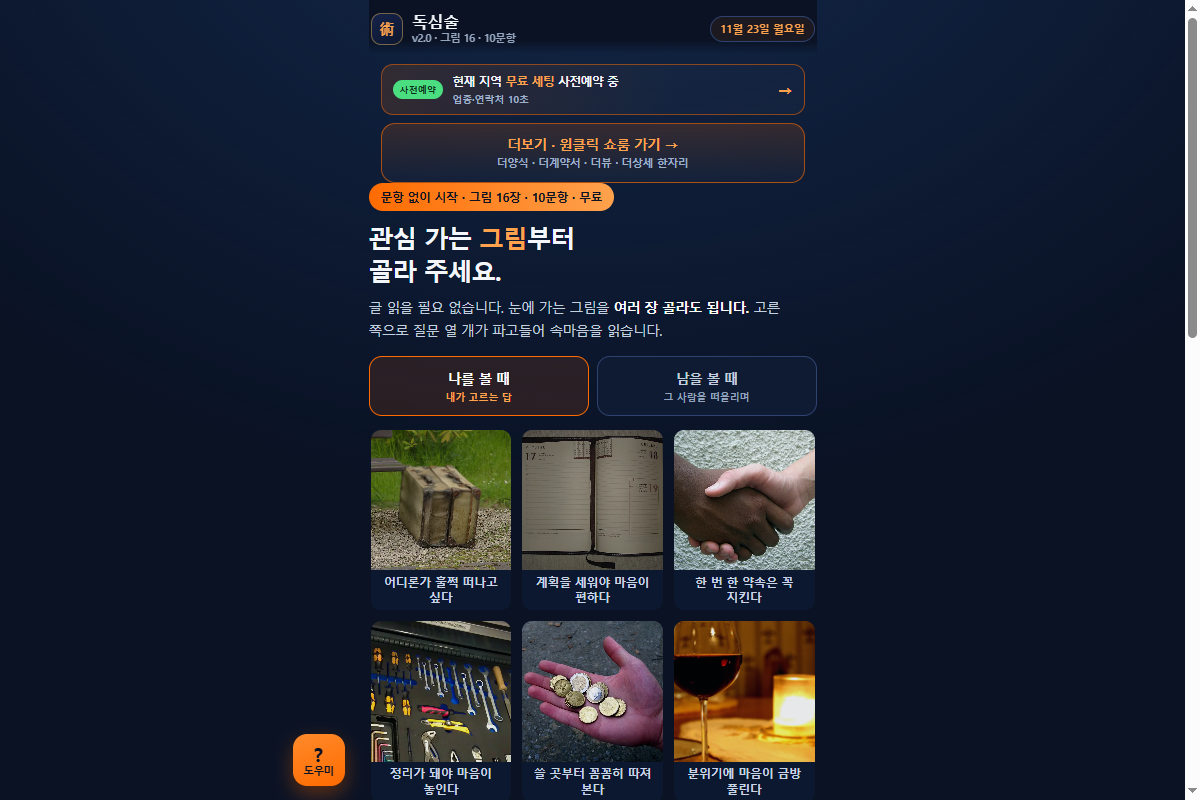 術
독심술
v2.0 · 그림 16 · 10문항
11월 23일 월요일
사전예약
현재 지역 무료 세팅 사전예약 중
업종·연락처 10초
→
더보기 · 원클릭 쇼룸 가기 →
더양식 · 더계약서 · 더뷰 · 더상세 한자리
문항 없이 시작 · 그림 16장 · 10문항 · 무료
관심 가는 그림부터
골라 주세요.
글 읽을 필요 없습니다. 눈에 가는 그림을 여러 장 골라도 됩니다. 고른
쪽으로 질문 열 개가 파고들어 속마음을 읽습니다.
나를 볼 때
내가 고르는 답
남을 볼 때
그 사람을 떠올리며
17
18
19
어디론가 훌쩍 떠나고
싶다
계획을 세워야 마음이
편하다
한 번 한 약속은 꼭
지킨다
정리가 돼야 마음이
놓인다
쓸 곳부터 꼼꼼히 따져
본다
분위기에 마음이 금방
풀린다
?
도우미